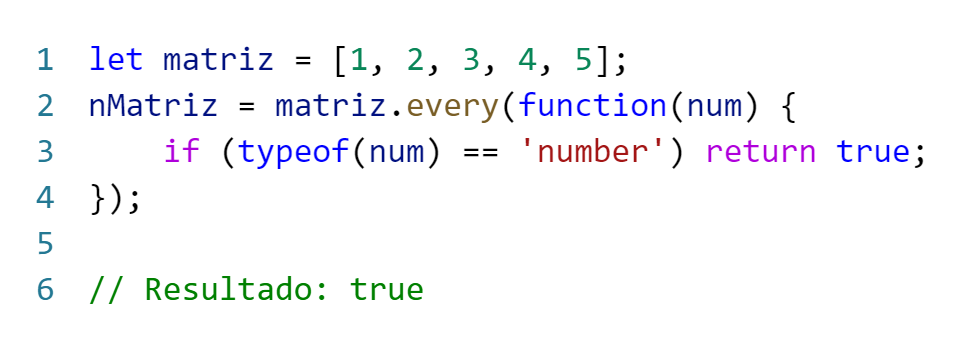 1 let matriz = [1, 2, 3, 4, 5];
2 nMatriz = matriz.every(function(num) {
3     if (typeof(num) == 'number') return true;
4 });
5
6 // Resultado: true